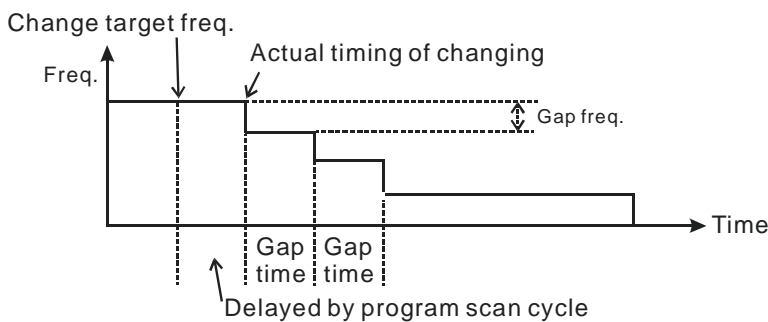 Change target freq.
Actual timing of changing
Freq.
Gap freq.
Time
Gap Gap
time time
Delayed by program scan cycle